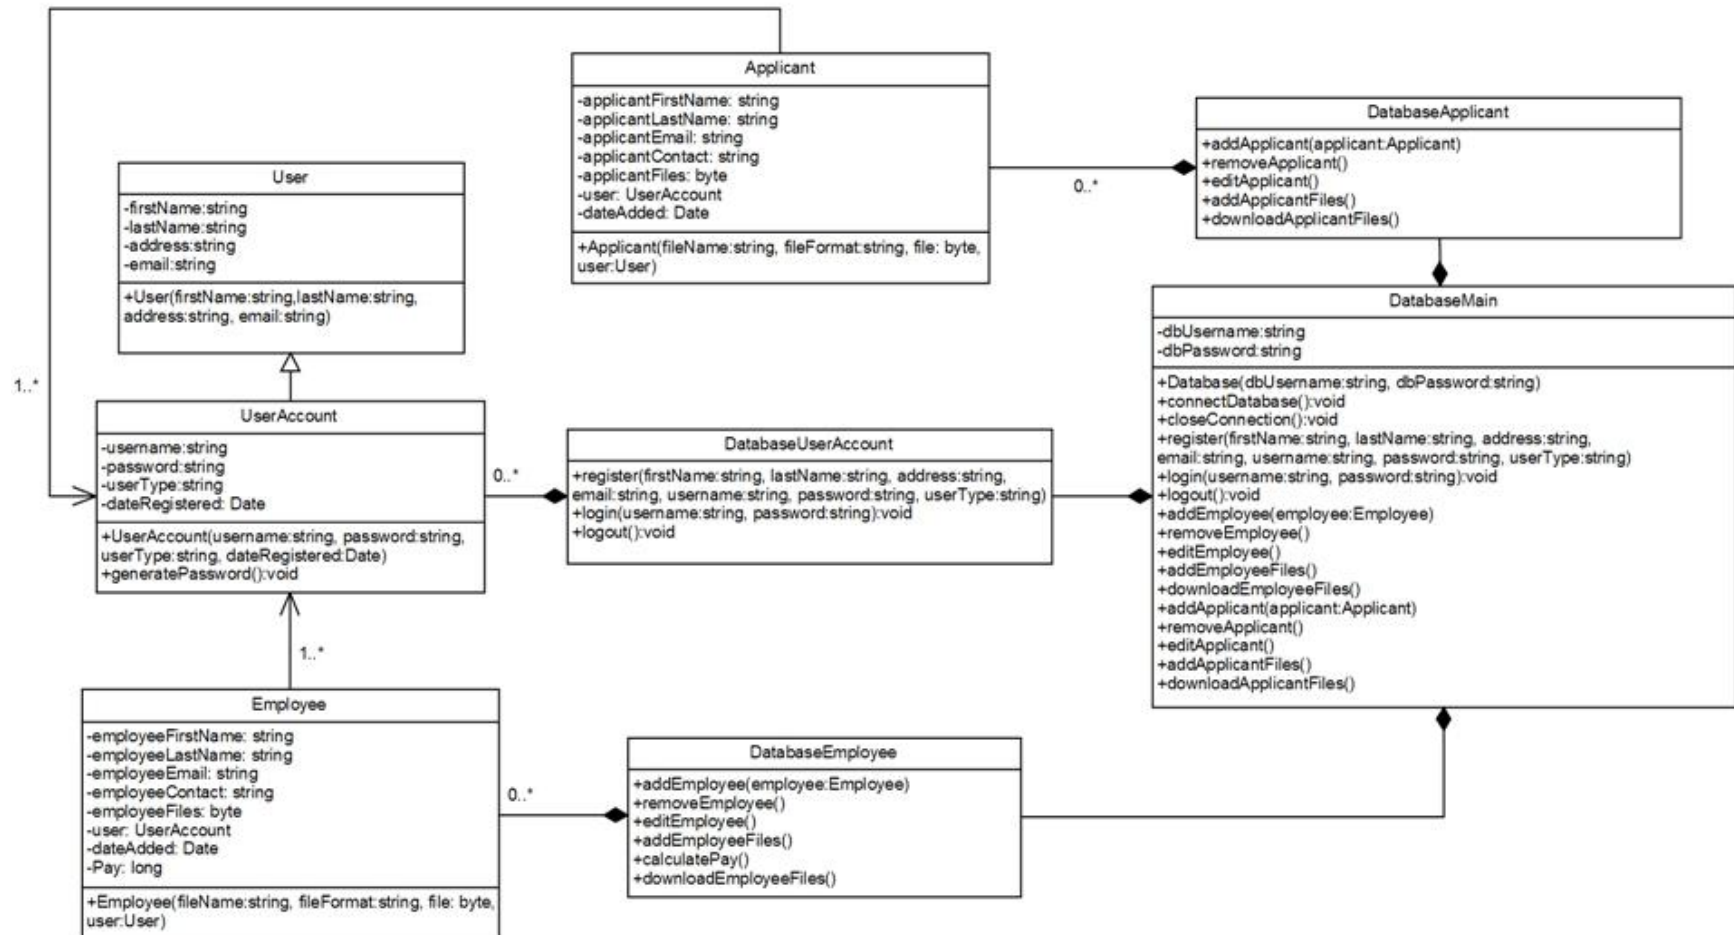 Applicant
-applicantFirstName: string
-applicantLastName: string
-applicantEmail: string
-applicantContact: string
-applicantFiles: byte
-user: UserAccount
-dateAdded: Date
+Applicant(fileName:string, fileFormat:string, file: byte,
user:User)
0..*
DatabaseApplicant
+addApplicant(applicant:Applicant)
+removeApplicant()
+editApplicant()
+addApplicantFiles()
+downloadApplicantFiles()
User
-firstName:string
-lastName:string
-address:string
-email:string
+User(firstName:string,lastName:string,
address:string, email:string)
1..*
UserAccount
-username:string
-password:string
-userType:string
-dateRegistered: Date
+UserAccount(username:string, password:string,
userType:string, dateRegistered:Date)
+generatePassword():void
0..*
DatabaseUserAccount
+register(firstName:string, lastName:string, address:string,
email:string, username:string, password:string, userType:string)
+login(username:string, password:string):void
+logout():void
DatabaseMain
-dbUsername:string
-dbPassword:string
+Database(dbUsername:string, dbPassword:string)
+connectDatabase():void
+closeConnection():void
+register(firstName:string, lastName:string, address:string,
email:string, username:string, password:string, userType:string)
+login(username:string, password:string):void
+logout():void
+addEmployee(employee:Employee)
+removeEmployee()
+editEmployee()
+addEmployeeFiles()
+downloadEmployeeFiles()
+addApplicant(applicant:Applicant)
+removeApplicant()
+editApplicant()
+addApplicantFiles()
+downloadApplicantFiles()
1..*
Employee
-employeeFirstName: string
-employeeLastName: string
-employeeEmail: string
-employeeContact: string
-employeeFiles: byte
-user: UserAccount
-dateAdded: Date
-Pay: long
+Employee(fileName:string, fileFormat:string, file: byte,
user:User)
0..*
DatabaseEmployee
+addEmployee(employee:Employee)
+removeEmployee()
+editEmployee()
+addEmployeeFiles()
+calculatePay()
+downloadEmployeeFiles()